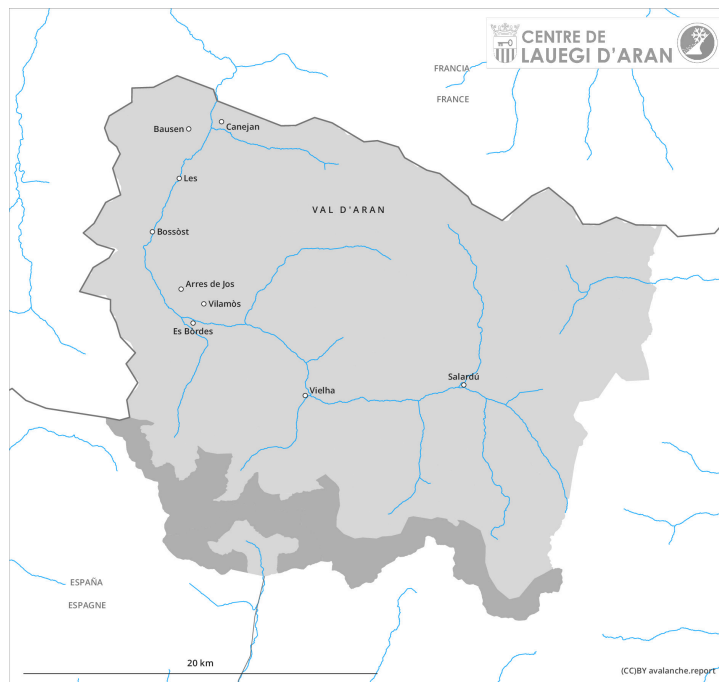 CENTRE DE
LAUEGI D'ARAN
FRANCIA
FRANCE
Bausen
Canejan
Les
VAL D'ARAN
Bossòst
Arres de Jos
Vilamòs
Es Bòrdes
Salardú
Vielha
ESPAÑA
ESPAGNE
20 km
(CC)BY avalanche.report